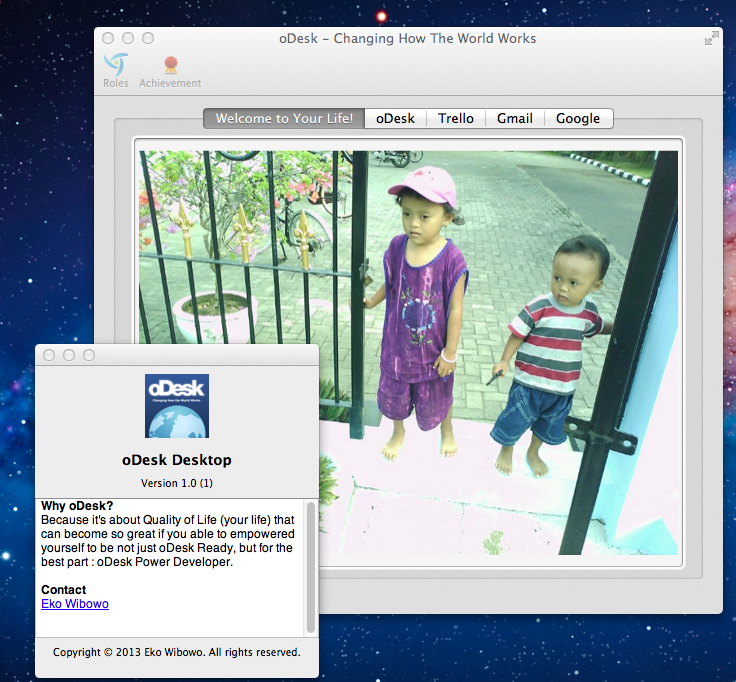 oDesk – Changing How The World Works
Roles Achievement
Welcome to Your Life! oDesk Trello Gmail Google
oDesk
Changing How the World Works.
oDesk Desktop
Version 1.0 (1)
Why oDesk?
Because it's about Quality of Life (your life) that
can become so great if you able to empowered
yourself to be not just oDesk Ready, but for the
best part : oDesk Power Developer.
Contact
Eko Wibowo
Copyright © 2013 Eko Wibowo. All rights reserved.